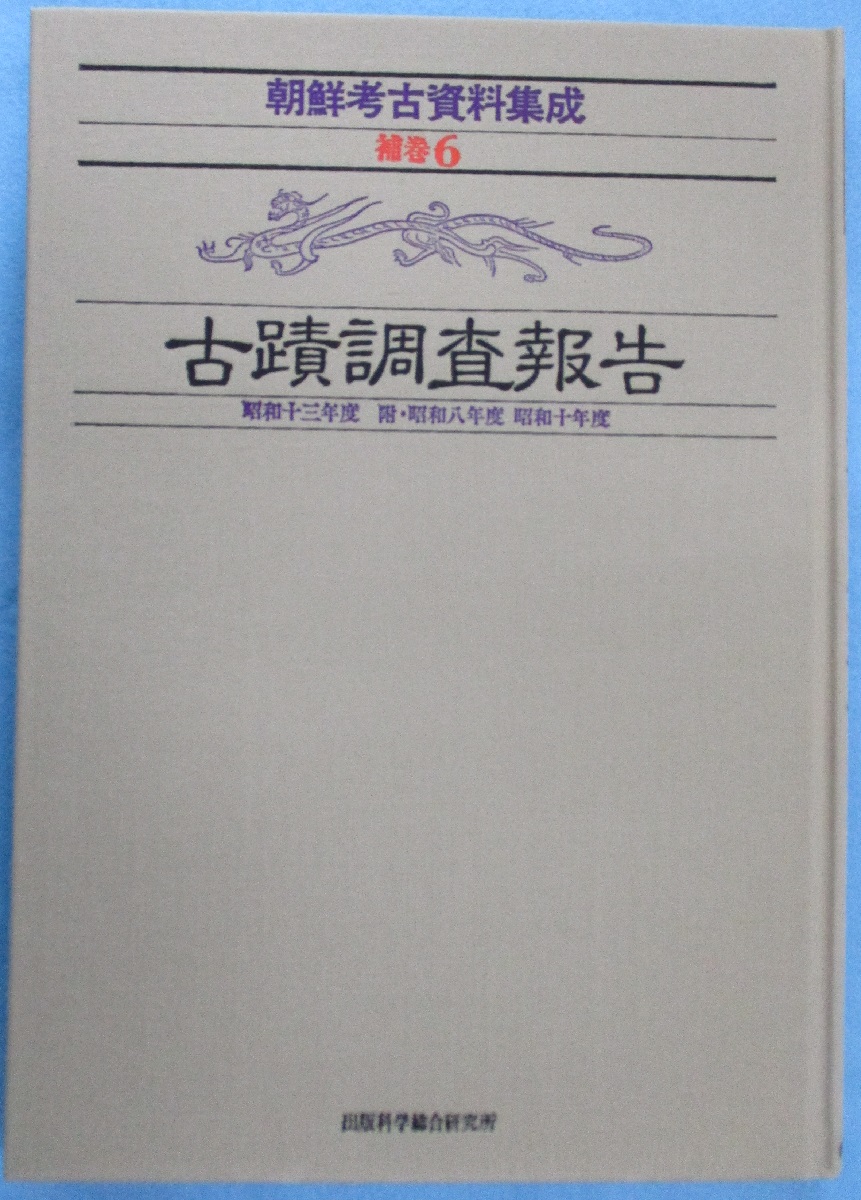 朝鮮考古資料集成
補巻6
古蹟調査報告
昭和十三年度 附・昭和八年度 昭和十年度
出版科学總合研究所